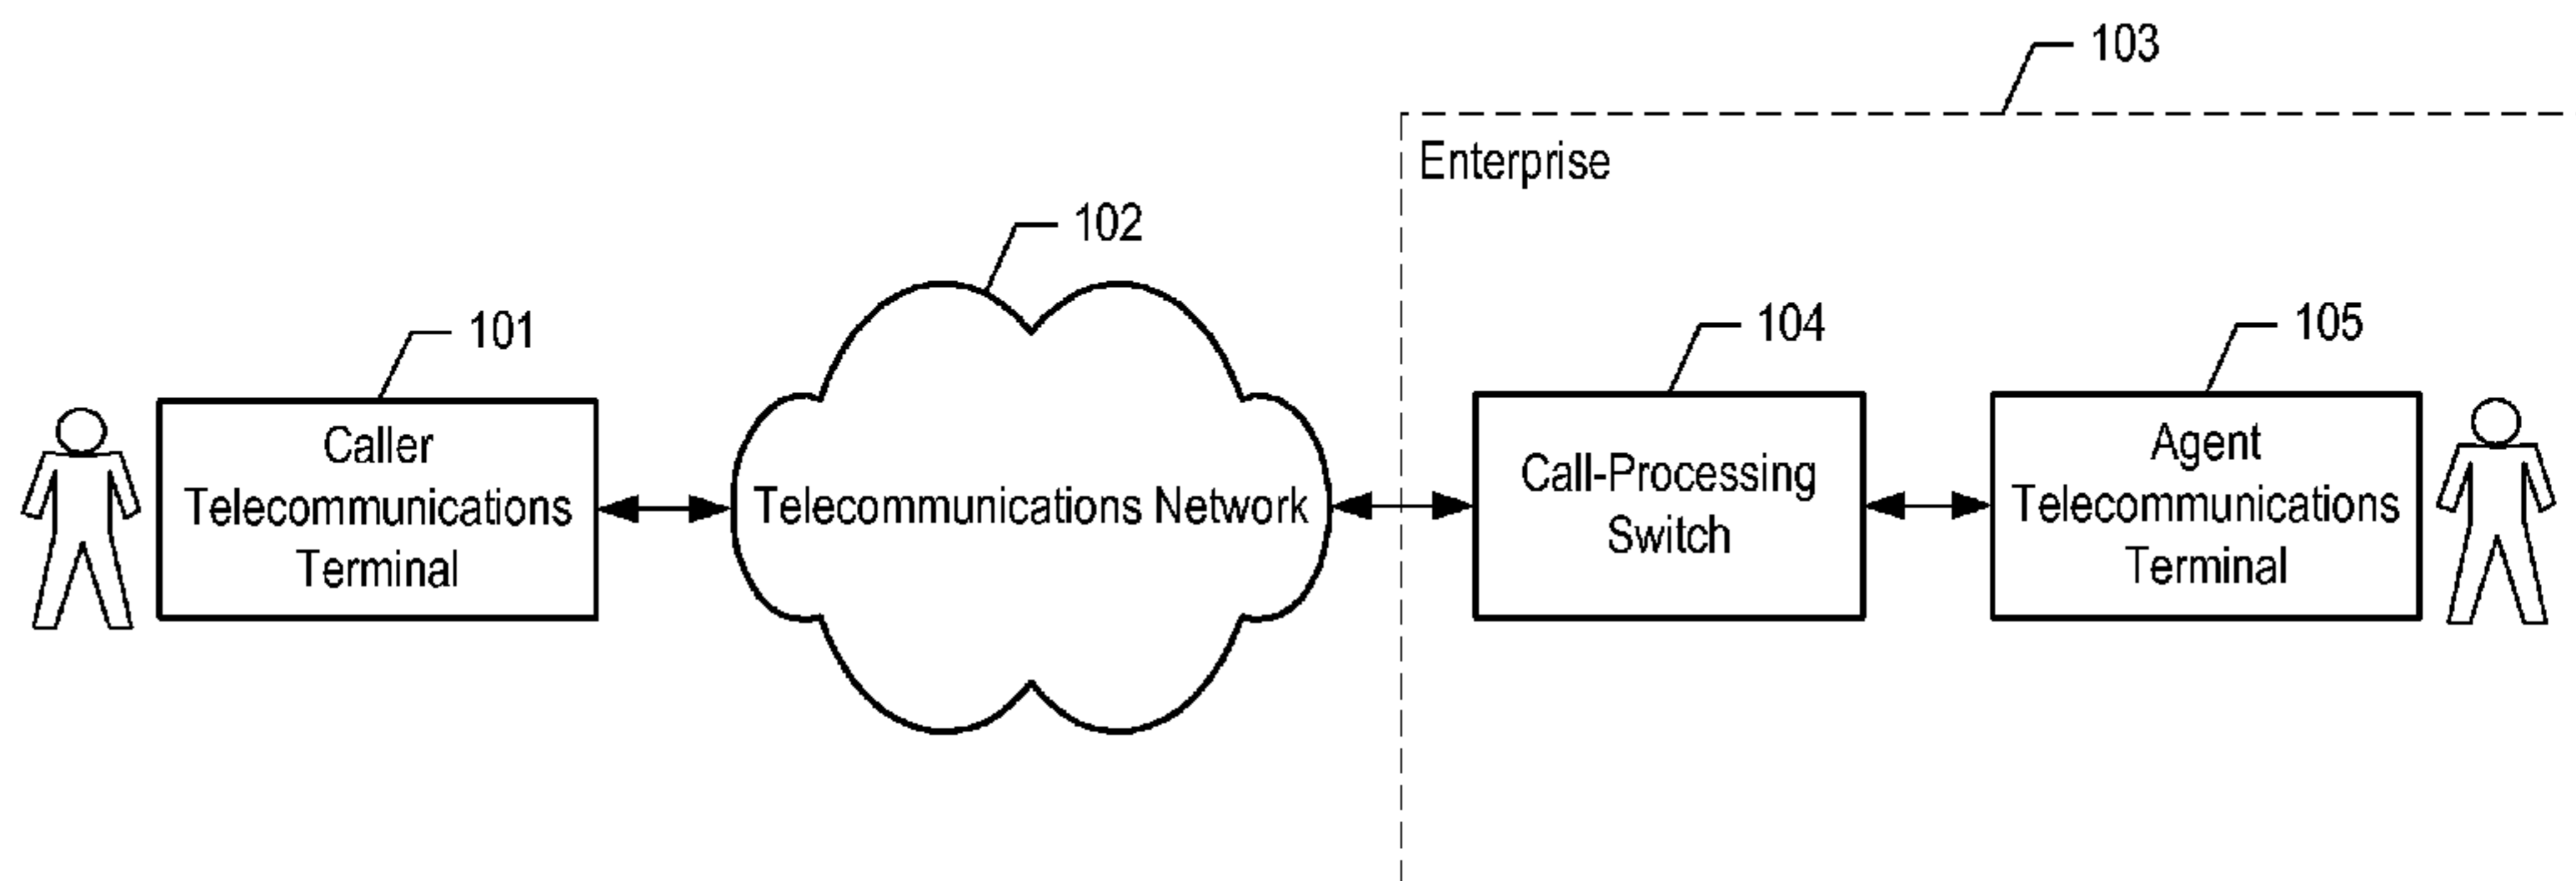 103
Enterprise
102
101
Caller
Telecommunications
Terminal
Telecommunications Network
104
Call-Processing
Switch
105
Agent
Telecommunications
Terminal